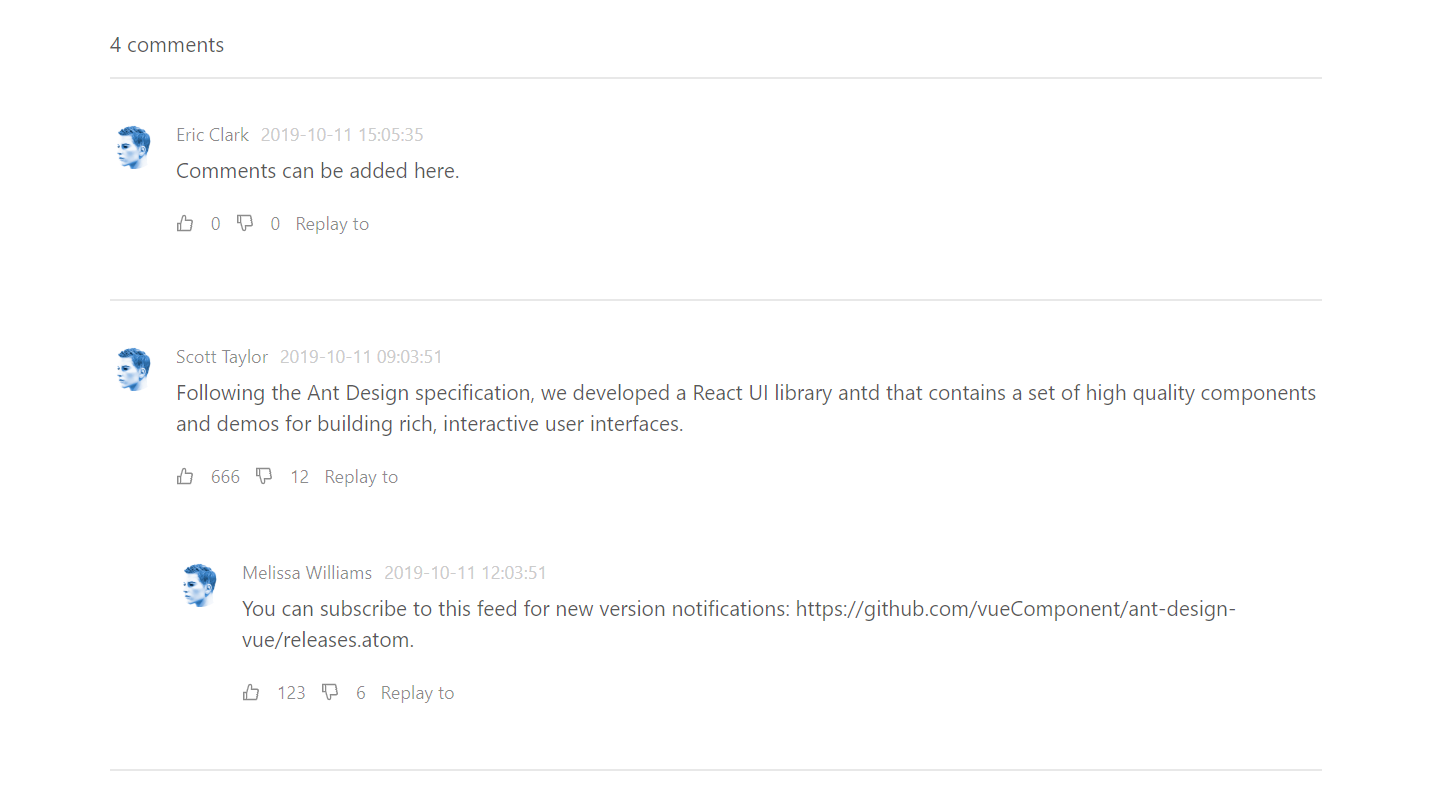 4 comments
Eric Clark 2019-10-11 15:05:35
Comments can be added here.
0 0 Replay to
Scott Taylor 2019-10-11 09:03:51
Following the Ant Design specification, we developed a React UI library antd that contains a set of high quality components
and demos for building rich, interactive user interfaces.
666 12 Replay to
Melissa Williams 2019-10-11 12:03:51
You can subscribe to this feed for new version notifications: https://github.com/vueComponent/ant-design-
vue/releases.atom.
123 6 Replay to